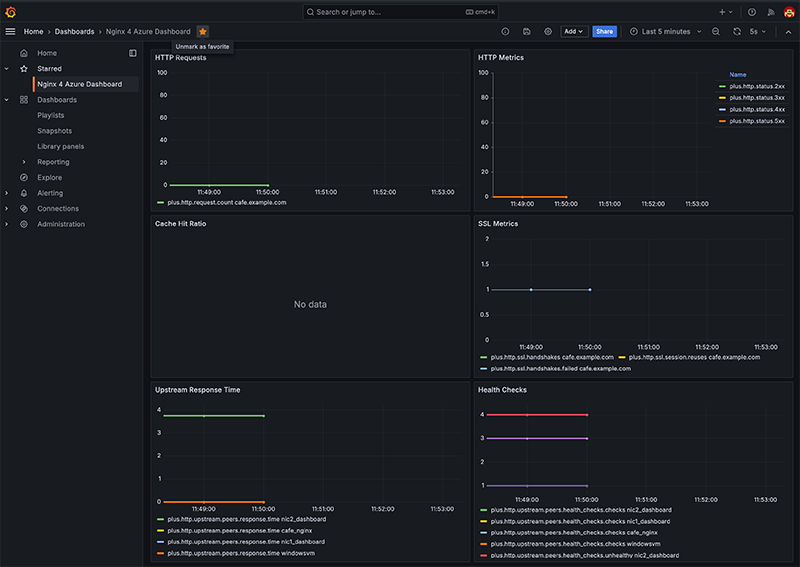 Search or jump to...
cmd+k
Home > Dashboards > Nginx 4 Azure Dashboard
Add
Share
Last 5 minutes
5s
Unmark as favorite
Home
Starred
Nginx 4 Azure Dashboard
Dashboards
Playlists
Snapshots
Library panels
Reporting
Explore
Alerting
Connections
Administration
HTTP Requests
100
80
60
40
20
0
11:49:00 11:50:00 11:51:00 11:52:00 11:53:00
plus.http.request.count cafe.example.com
HTTP Metrics
100
80
60
40
20
0
11:49:00 11:50:00 11:51:00 11:52:00 11:53:00
Name
plus.http.status.2xx
plus.http.status.3xx
plus.http.status.4xx
plus.http.status.5xx
Cache Hit Ratio
No data
SSL Metrics
2
1.5
1
0.5
0
11:49:00 11:50:00 11:51:00 11:52:00 11:53:00
plus.http.ssl.handshakes cafe.example.com plus.http.ssl.session.reuses cafe.example.com
plus.http.ssl.handshakes.failed cafe.example.com
Upstream Response Time
4
3
2
1
0
11:49:00 11:50:00 11:51:00 11:52:00 11:53:00
plus.http.upstream.peers.response.time nic2_dashboard
plus.http.upstream.peers.response.time cafe_nginx
plus.http.upstream.peers.response.time nic1_dashboard
plus.http.upstream.peers.response.time windowsvm
Health Checks
4
3
2
1
11:49:00 11:50:00 11:51:00 11:52:00 11:53:00
plus.http.upstream.peers.health_checks.checks nic2_dashboard
plus.http.upstream.peers.health_checks.checks nic1_dashboard
plus.http.upstream.peers.health_checks.checks cafe_nginx
plus.http.upstream.peers.health_checks.checks windowsvm
plus.http.upstream.peers.health_checks.unhealthy nic2_dashboard